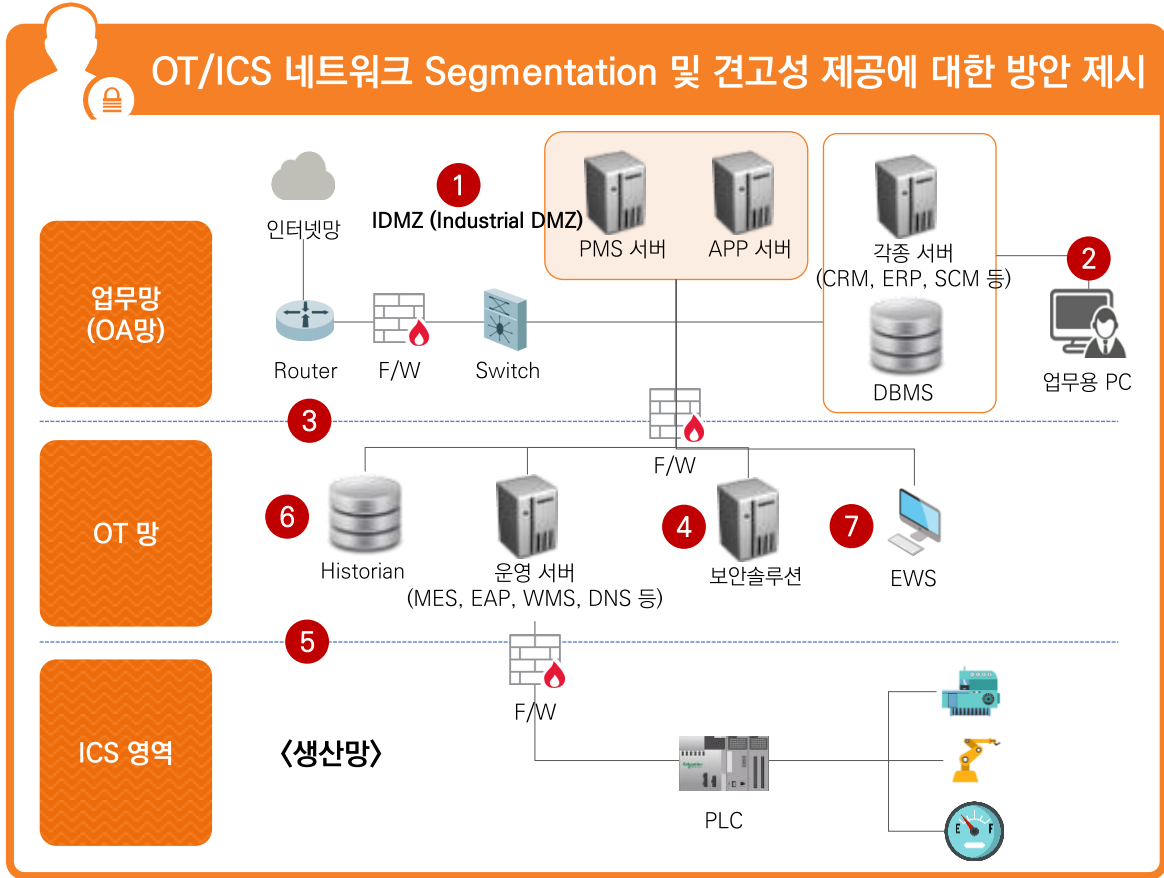 OT/ICS 네트워크 Segmentation 및 견고성 제공에 대한 방안 제시
업무망
(OA망)
인터넷망
1
IDMZ (Industrial DMZ)
PMS 서버
APP 서버
각종 서버
(CRM, ERP, SCM 등)
2
Router
F/W
Switch
DBMS
업무용 PC
3
F/W
OT 망
6
Historian
운영 서버
(MES, EAP, WMS, DNS 등)
4
보안솔루션
7
EWS
5
F/W
ICS 영역
〈생산망〉
PLC
E F